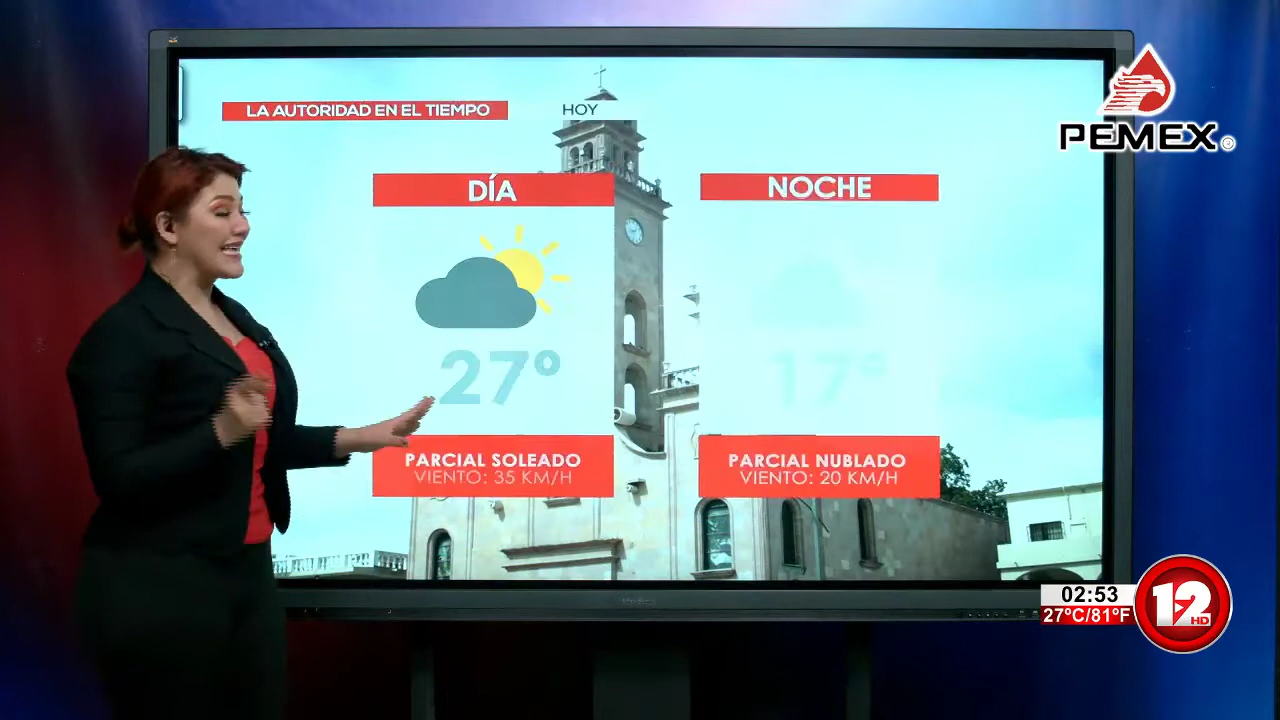 LA AUTORIDAD EN EL TIEMPO
HOY
PEMEX
DÍA
NOCHE
27°
17°
PARCIAL SOLEADO
VIENTO: 35 KM/H
PARCIAL NUBLADO
VIENTO: 20 KM/H
02:53
27°C/81°F
12
HD